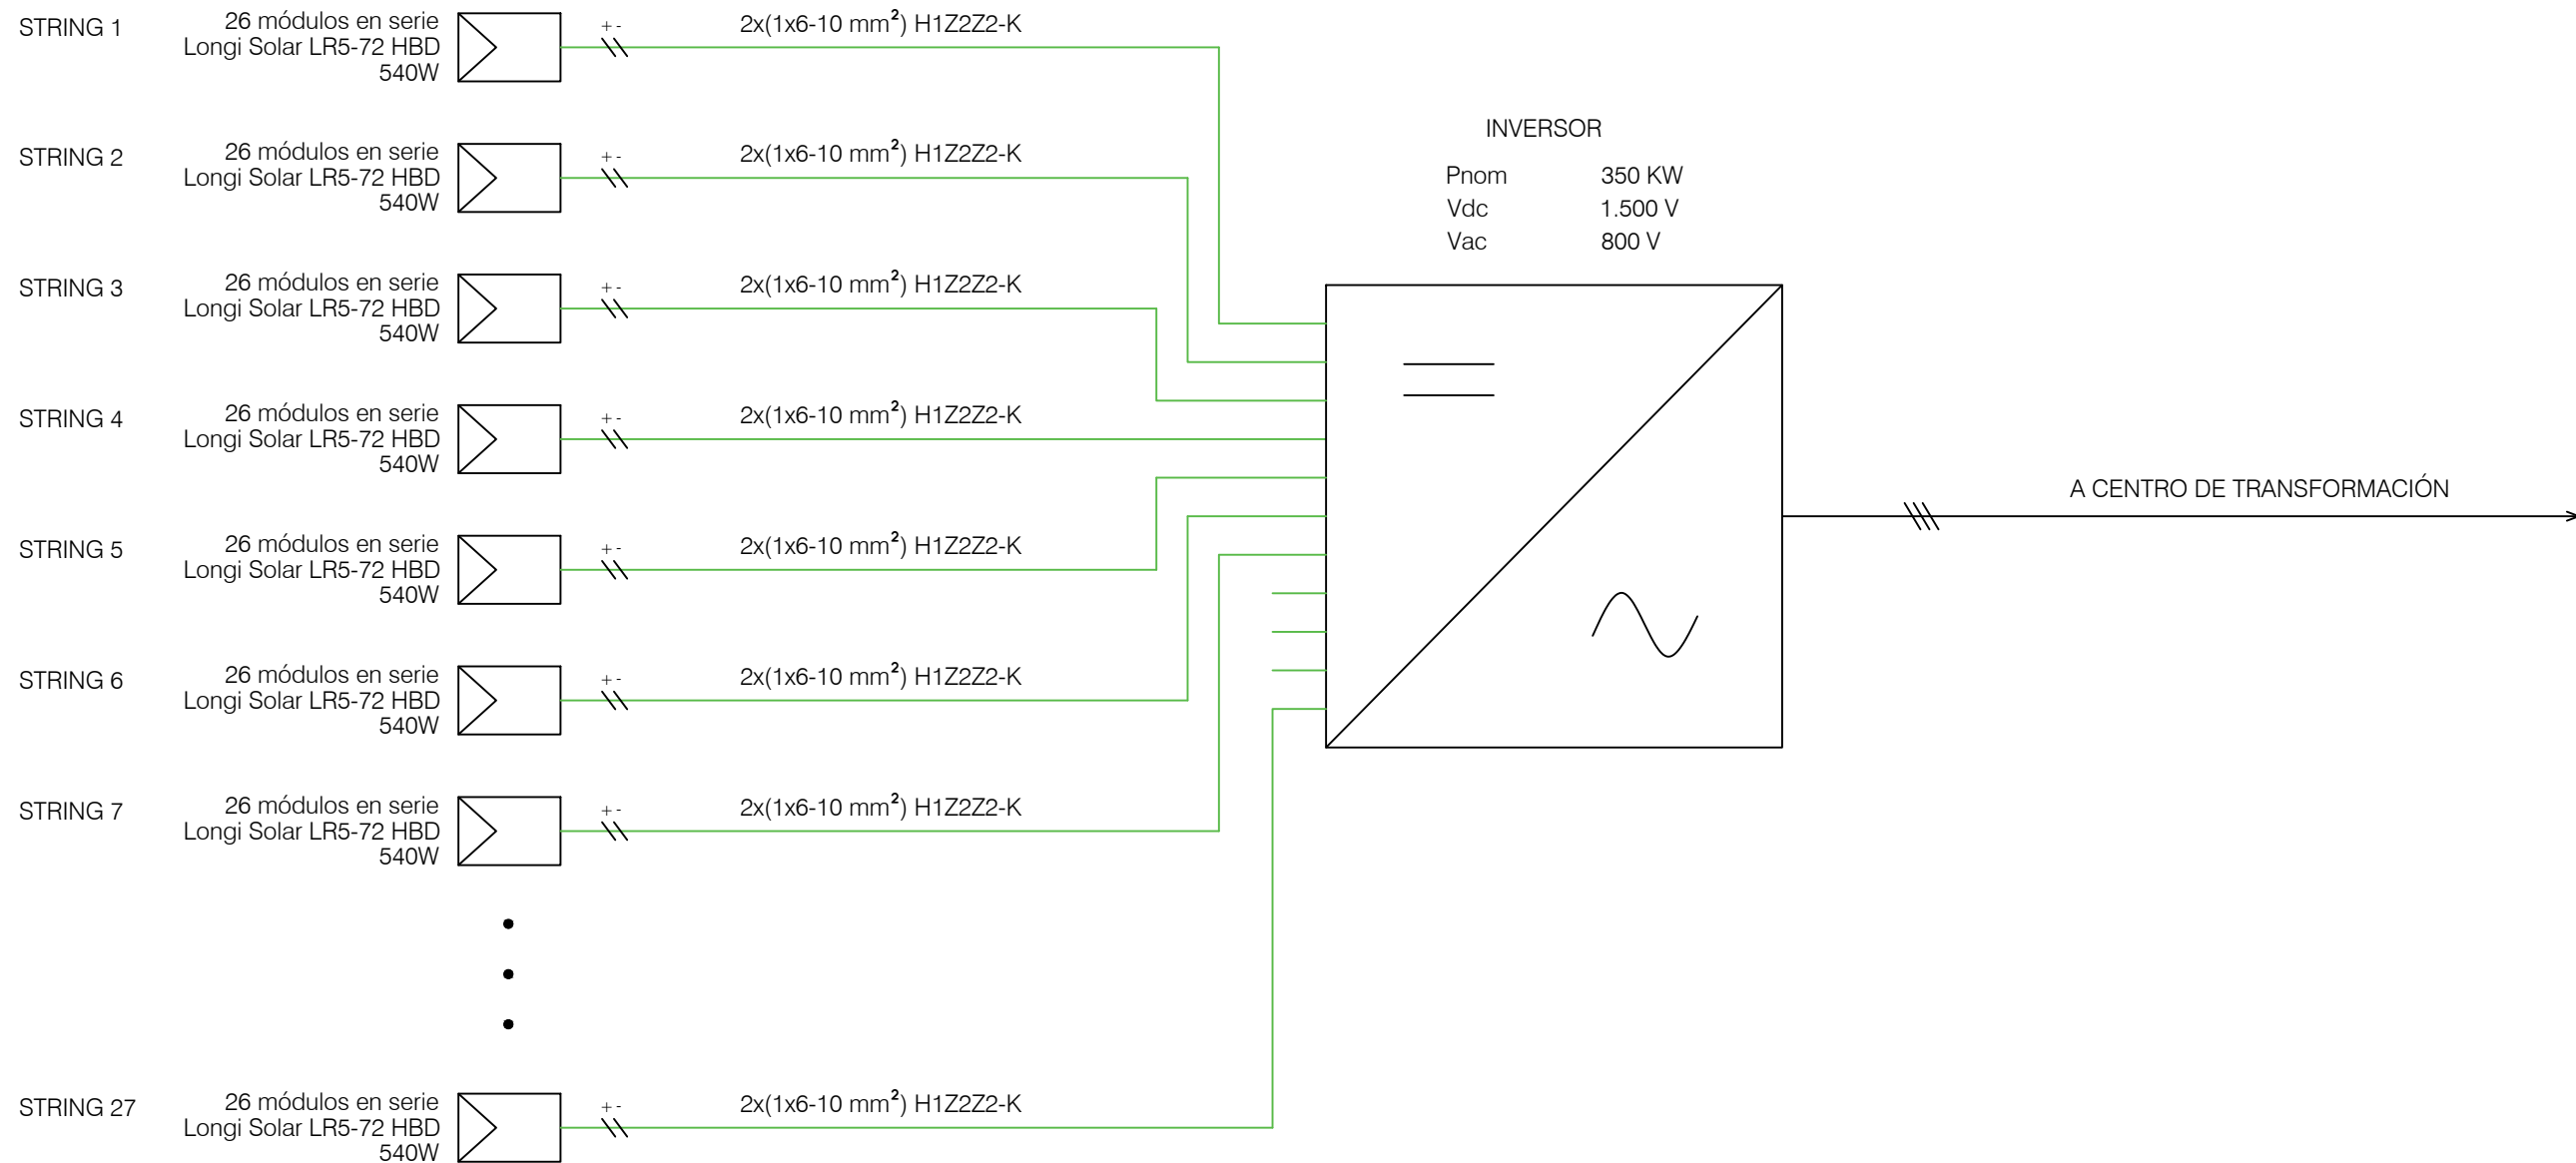 STRING 1
26 módulos en serie
Longi Solar LR5-72 HBD
540W
+ -
2x(1x6-10 mm²) H1Z2Z2-K
STRING 2
26 módulos en serie
Longi Solar LR5-72 HBD
540W
+ -
2x(1x6-10 mm²) H1Z2Z2-K
STRING 3
26 módulos en serie
Longi Solar LR5-72 HBD
540W
+ -
2x(1x6-10 mm²) H1Z2Z2-K
STRING 4
26 módulos en serie
Longi Solar LR5-72 HBD
540W
+ -
2x(1x6-10 mm²) H1Z2Z2-K
STRING 5
26 módulos en serie
Longi Solar LR5-72 HBD
540W
+ -
2x(1x6-10 mm²) H1Z2Z2-K
STRING 6
26 módulos en serie
Longi Solar LR5-72 HBD
540W
+ -
2x(1x6-10 mm²) H1Z2Z2-K
STRING 7
26 módulos en serie
Longi Solar LR5-72 HBD
540W
+ -
2x(1x6-10 mm²) H1Z2Z2-K
STRING 27
26 módulos en serie
Longi Solar LR5-72 HBD
540W
+ -
2x(1x6-10 mm²) H1Z2Z2-K
INVERSOR
Pnom 350 KW
Vdc 1.500 V
Vac 800 V
A CENTRO DE TRANSFORMACIÓN